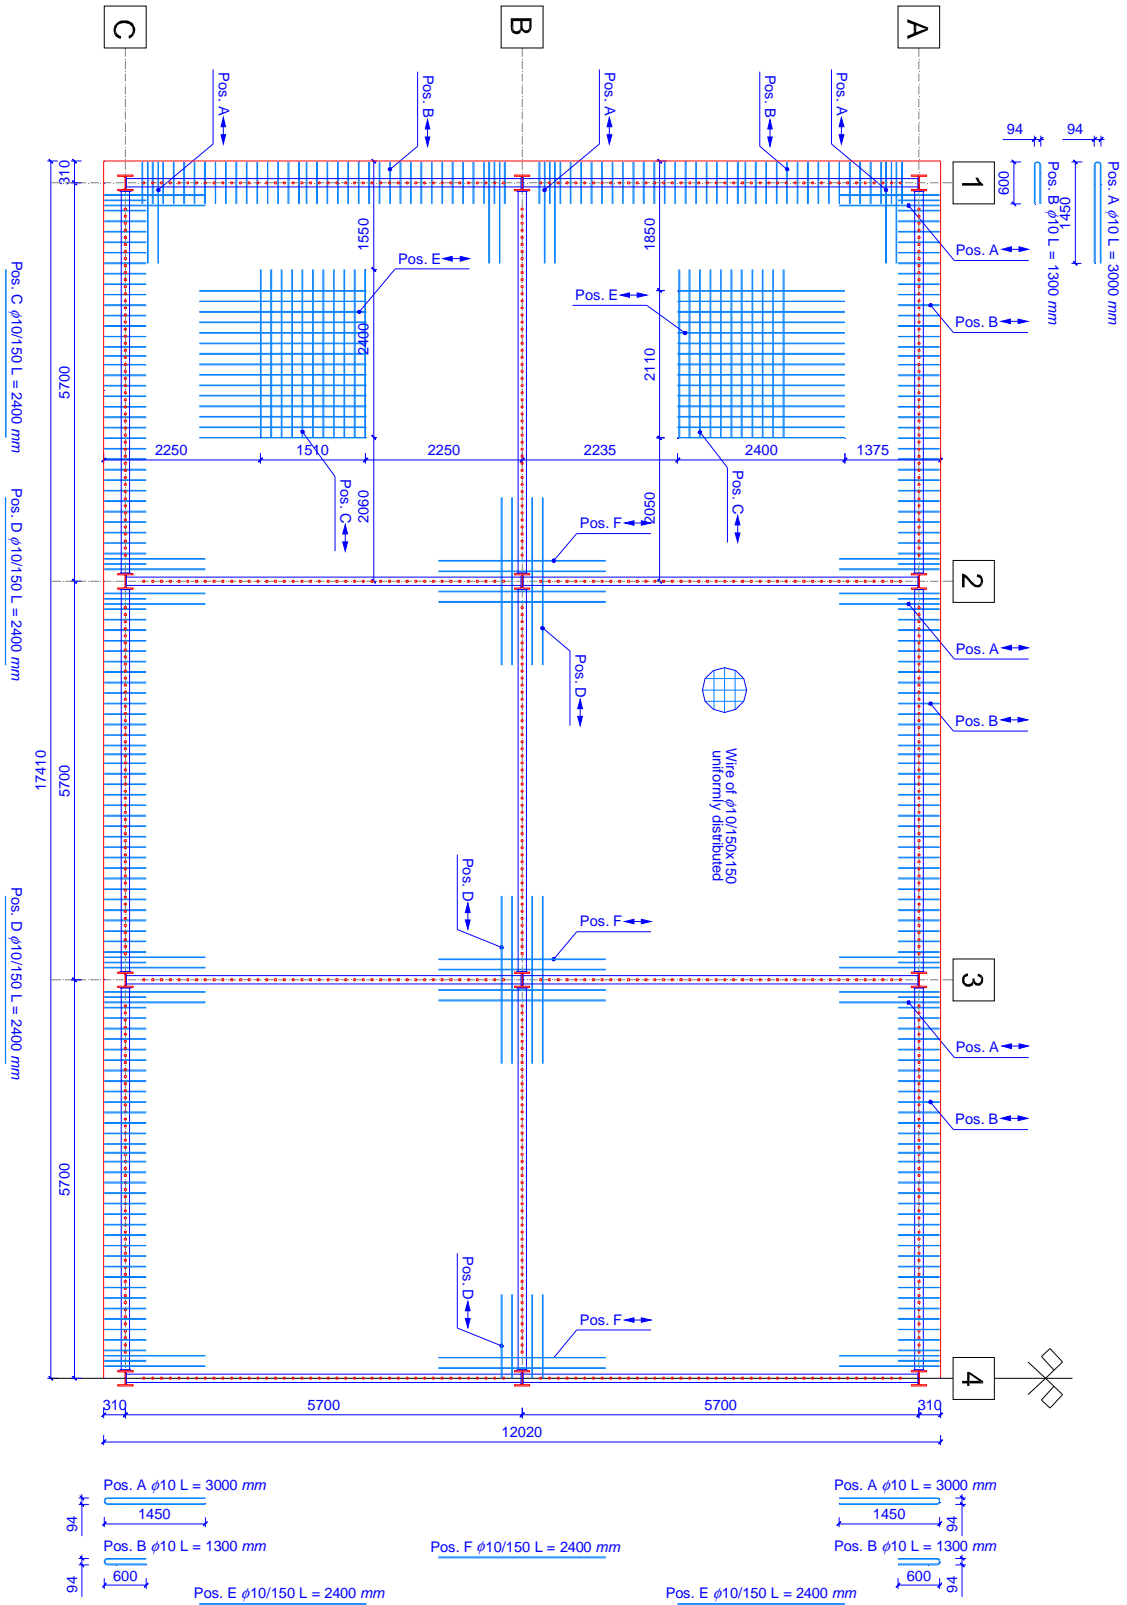 C
B
A
Pos. A
Pos. B
Pos. A
Pos. B
Pos. A
94
94
Pos. A ϕ10 L = 3000 mm
1450
Pos. B ϕ10 L = 1300 mm
600
310
1
Pos. A
1550
1850
Pos. E
Pos. E
Pos. B
Pos. C ϕ10/150 L = 2400 mm
5700
2400
2110
2250
1510
2250
2235
2400
1375
Pos. C
2060
2050
Pos. C
Pos. F
Pos. D ϕ10/150 L = 2400 mm
2
Pos. A
Pos. D
Pos. B
17410
5700
Wire of ϕ10/150x150
uniformly distributed
Pos. D
Pos. F
Pos. D ϕ10/150 L = 2400 mm
3
Pos. A
Pos. B
5700
Pos. D
Pos. F
4
310
5700
5700
310
12020
Pos. A ϕ10 L = 3000 mm
Pos. A ϕ10 L = 3000 mm
94
1450
1450
94
Pos. B ϕ10 L = 1300 mm
Pos. F ϕ10/150 L = 2400 mm
Pos. B ϕ10 L = 1300 mm
94
600
600
94
Pos. E ϕ10/150 L = 2400 mm
Pos. E ϕ10/150 L = 2400 mm